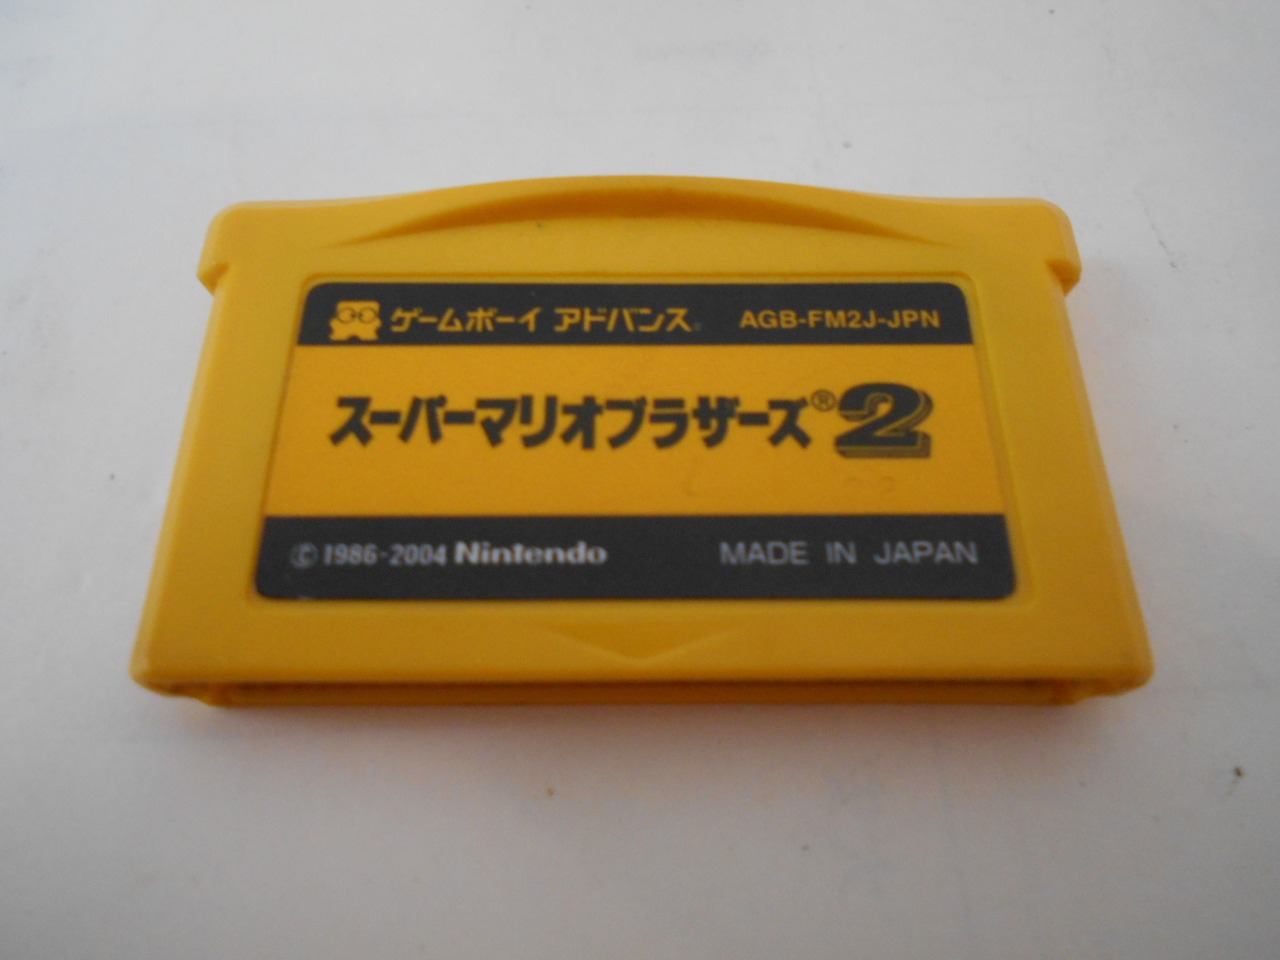 ゲームボーイ アドバンス® AGB-FM2J-JPN
スーパーマリオブラザーズ®2
©1986-2004 Nintendo MADE IN JAPAN